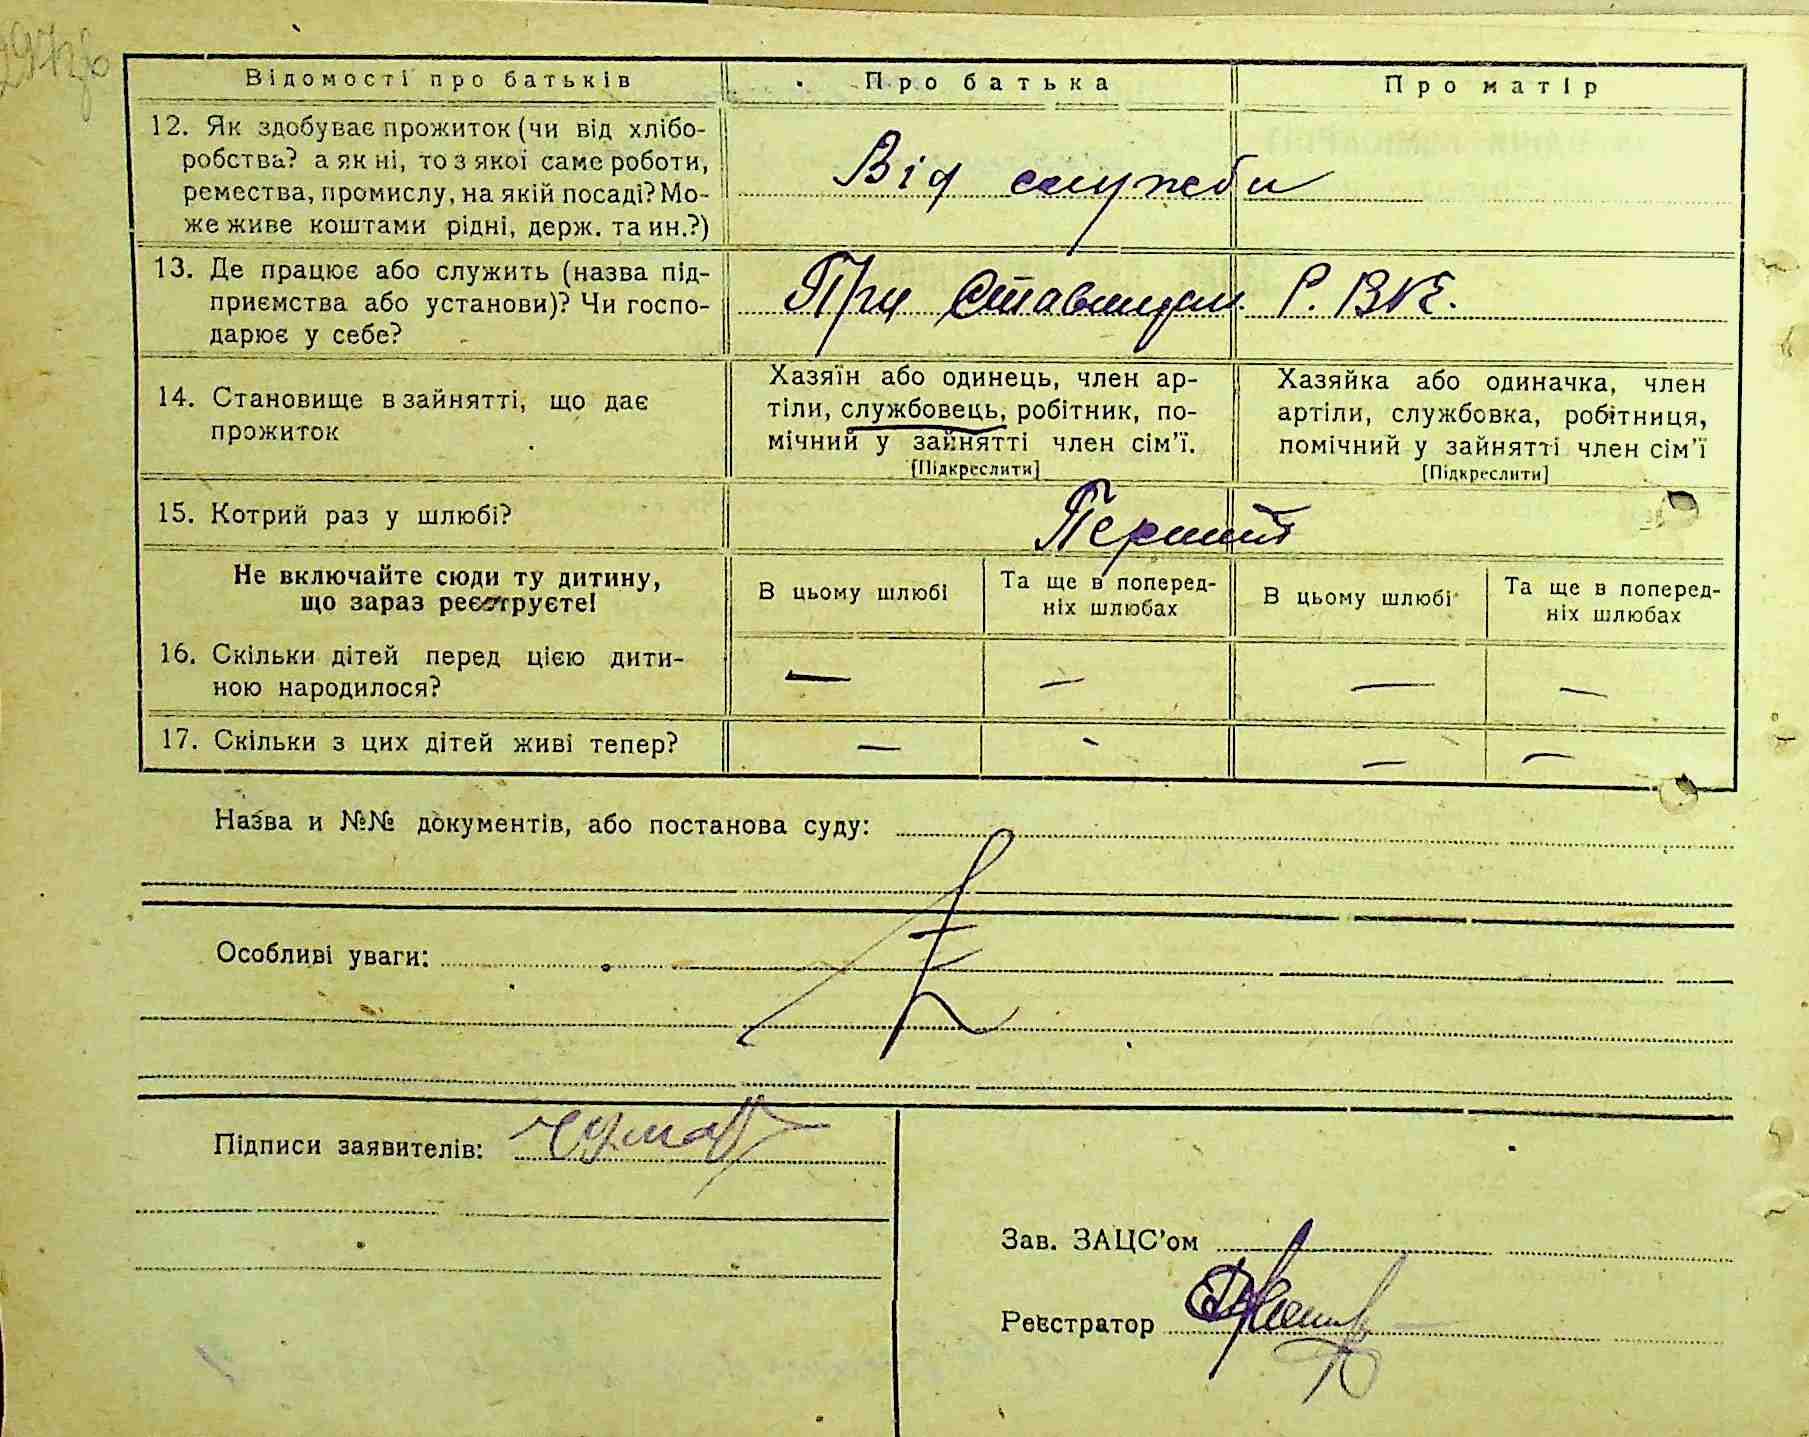 Відомості про батьків Про батька Про матір
12. Як здобуває прожиток (чи від хлібо-
робства? а як ні, то з якої саме роботи,
ремества, промислу, на якій посаді? Мо-
же живе коштами рідні, держ. та ин.?)
Від служби
13. Де працює або служить (назва під-
приємства або установи)? Чи госпо-
дарює у себе?
При Р. ВКЕ.
14. Становище в зайнятті, що дає
прожиток
Хазяїн або одинець, член ар-
тіли, службовець, робітник, по-
мічний у зайнятті член сім'ї.
[Підкреслити]
Хазяйка або одиначка, член
артіли, службовка, робітниця,
помічний у зайнятті член сім'ї
[Підкреслити]
15. Котрий раз у шлюбі?
Перший
Не включайте сюди ту дитину,
що зараз реєструєте!
В цьому шлюбі
Та ще в поперед-
ніх шлюбах
В цьому шлюбі
Та ще в поперед-
ніх шлюбах
16. Скільки дітей перед цією дити-
ною народилося?
— — — —
17. Скільки з цих дітей живі тепер?
— - — —
Назва и №№ документів, або постанова суду:
Особливі уваги:
Підписи заявителів:
Зав. ЗАЦС'ом
Реєстратор